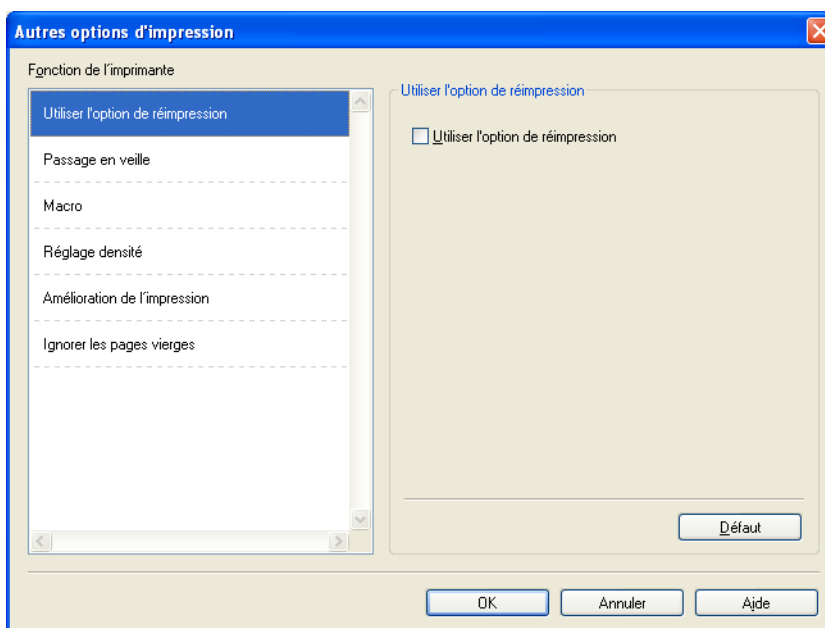 Autres options d'impression
Fonction de l'imprimante
Utiliser l'option de réimpression
Passage en veille
Macro
Réglage densité
Amélioration de l'impression
Ignorer les pages vierges
Utiliser l'option de réimpression
Utiliser l'option de réimpression
Défaut
OK
Annuler
Aide